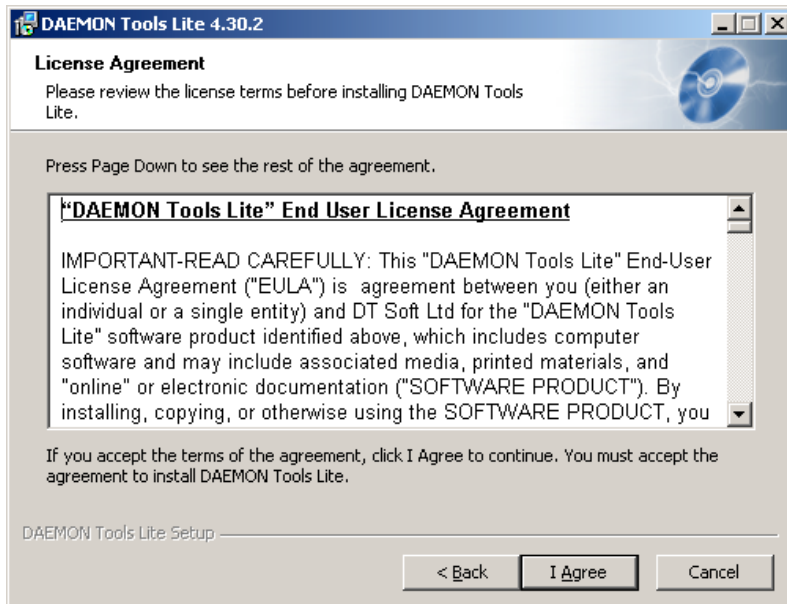 DAEMON Tools Lite 4.30.2
License Agreement
Please review the license terms before installing DAEMON Tools
Lite.
Press Page Down to see the rest of the agreement.
“DAEMON Tools Lite” End User License Agreement
IMPORTANT-READ CAREFULLY: This "DAEMON Tools Lite" End-User
License Agreement ("EULA") is  agreement between you (either an
individual or a single entity) and DT Soft Ltd for the "DAEMON Tools
Lite" software product identified above, which includes computer
software and may include associated media, printed materials, and
"online" or electronic documentation ("SOFTWARE PRODUCT"). By
installing, copying, or otherwise using the SOFTWARE PRODUCT, you
If you accept the terms of the agreement, click I Agree to continue. You must accept the
agreement to install DAEMON Tools Lite.
DAEMON Tools Lite Setup
< Back
I Agree
Cancel